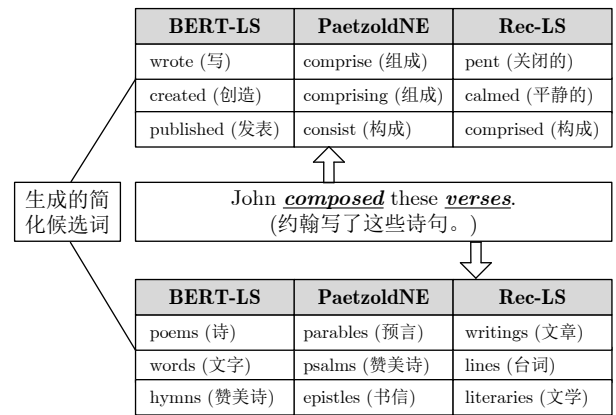 BERT-LS PaetzoldNE Rec-LS
wrote (写) comprise (组成) pent (关闭的)
created (创造) comprising (组成) calmed (平静的)
published (发表) consist (构成) comprised (构成)
生成的简
化候选词
John composed these verses.
(约翰写了这些诗句。)
BERT-LS PaetzoldNE Rec-LS
poems (诗) parables (预言) writings (文章)
words (文字) psalms (赞美诗) lines (台词)
hymns (赞美诗) epistles (书信) literaries (文学)